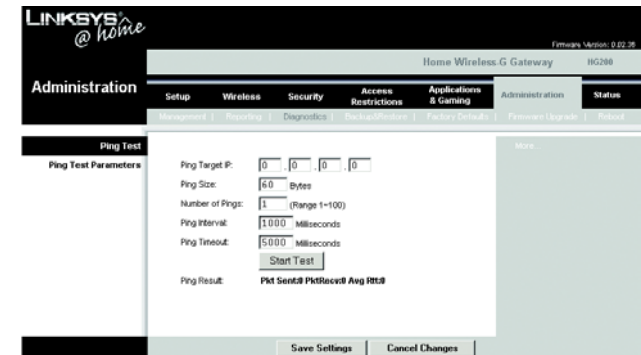 LINKSYS
@ home
Firmware Version: 0.02.38
Home Wireless-G Gateway HG200
Administration
Setup Wireless Security Access Restrictions Applications & Gaming Administration Status
Management | Reporting | Diagnostics | Backup&Restore | Factory Defaults | Firmware Upgrade | Reboot
Ping Test
Ping Test Parameters
More...
Ping Target IP: 0 . 0 . 0 . 0
Ping Size: 60 Bytes
Number of Pings: 1 (Range 1~100)
Ping Interval: 1000 Milliseconds
Ping Timeout: 5000 Milliseconds
Start Test
Ping Result: Pkt Sent:0 PktRecv:0 Avg Rtt:0
Save Settings Cancel Changes